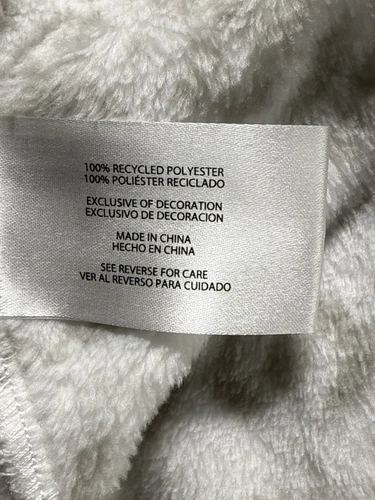 100% RECYCLED POLYESTER
100% POLIÉSTER RECICLADO
EXCLUSIVE OF DECORATION
EXCLUSIVO DE DECORACION
MADE IN CHINA
HECHO EN CHINA
SEE REVERSE FOR CARE
VER AL REVERSO PARA CUIDADO